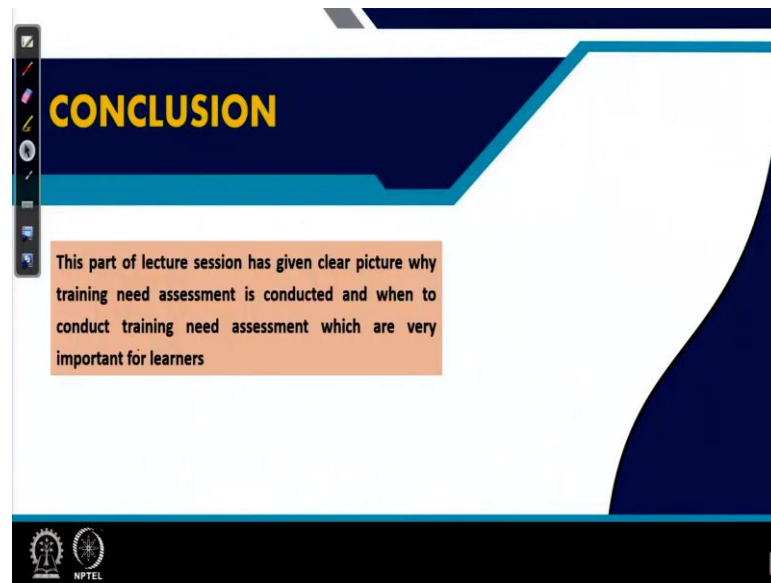 CONCLUSION
This part of lecture session has given clear picture why
training need assessment is conducted and when to
conduct training need assessment which are very
important for learners
NPTEL